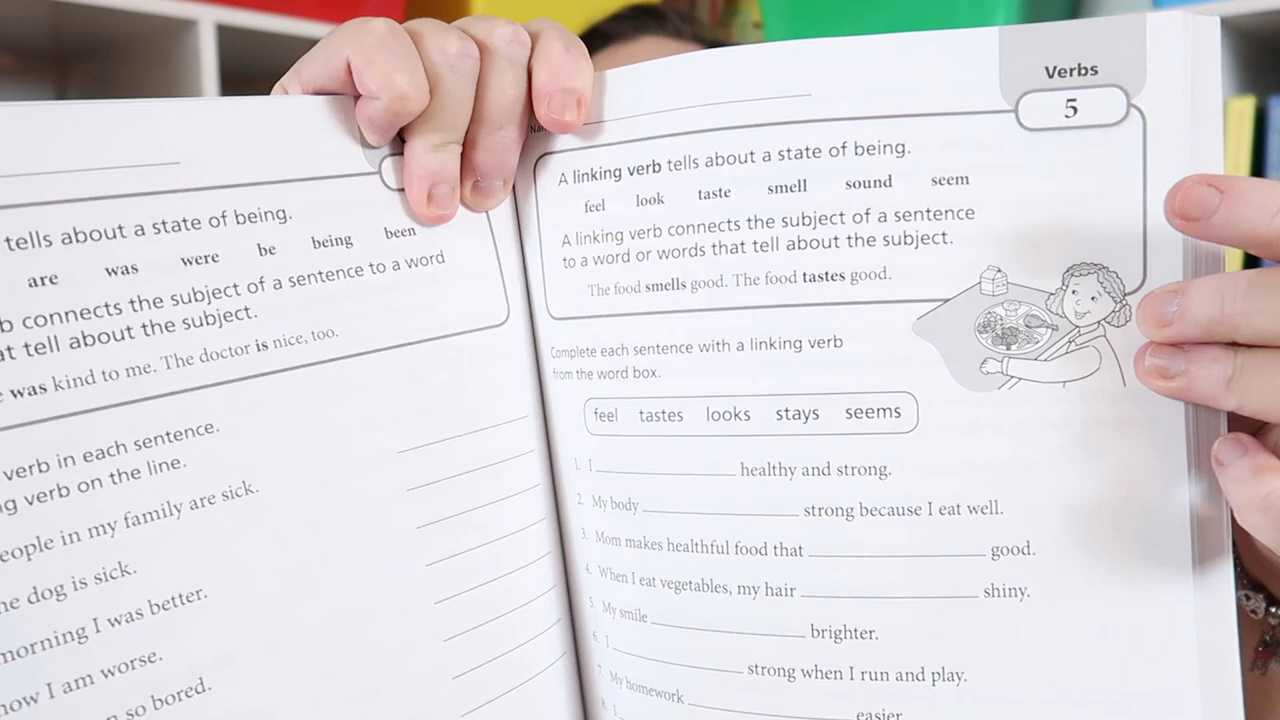 tells about a state of being.
are was were be being been
connects the subject of a sentence to a word
tell about the subject.
was kind to me. The doctor is nice, too.
verb in each sentence.
verb on the line.
in my family are sick.
dog is sick.
morning I was better.
now I am worse.
so bored.
Verbs
5
A linking verb tells about a state of being.
feel look taste smell sound seem
A linking verb connects the subject of a sentence
to a word or words that tell about the subject.
The food smells good. The food tastes good.
Complete each sentence with a linking verb
from the word box.
feel tastes looks stays seems
1. I healthy and strong.
2. My body strong because I eat well.
3. Mom makes healthful food that good.
4. When I eat vegetables, my hair shiny.
5. My smile brighter.
6. I strong when I run and play.
7. My homework easier
8. I